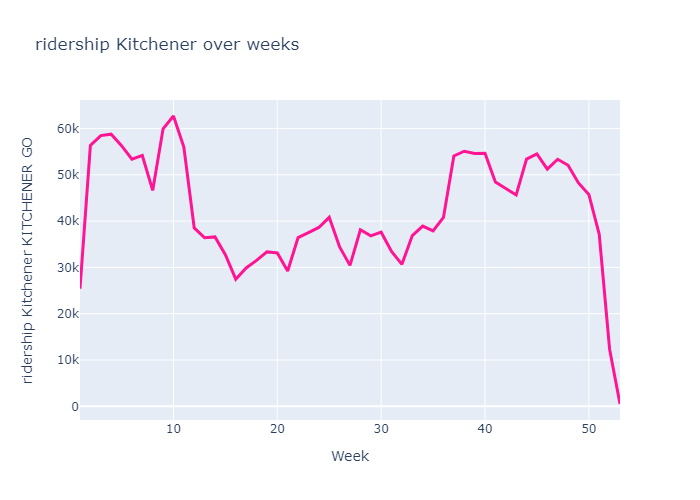 ridership Kitchener over weeks
ridership Kitchener KITCHENER GO
60k
50k
40k
30k
20k
10k
0
10
20
30
40
50
Week